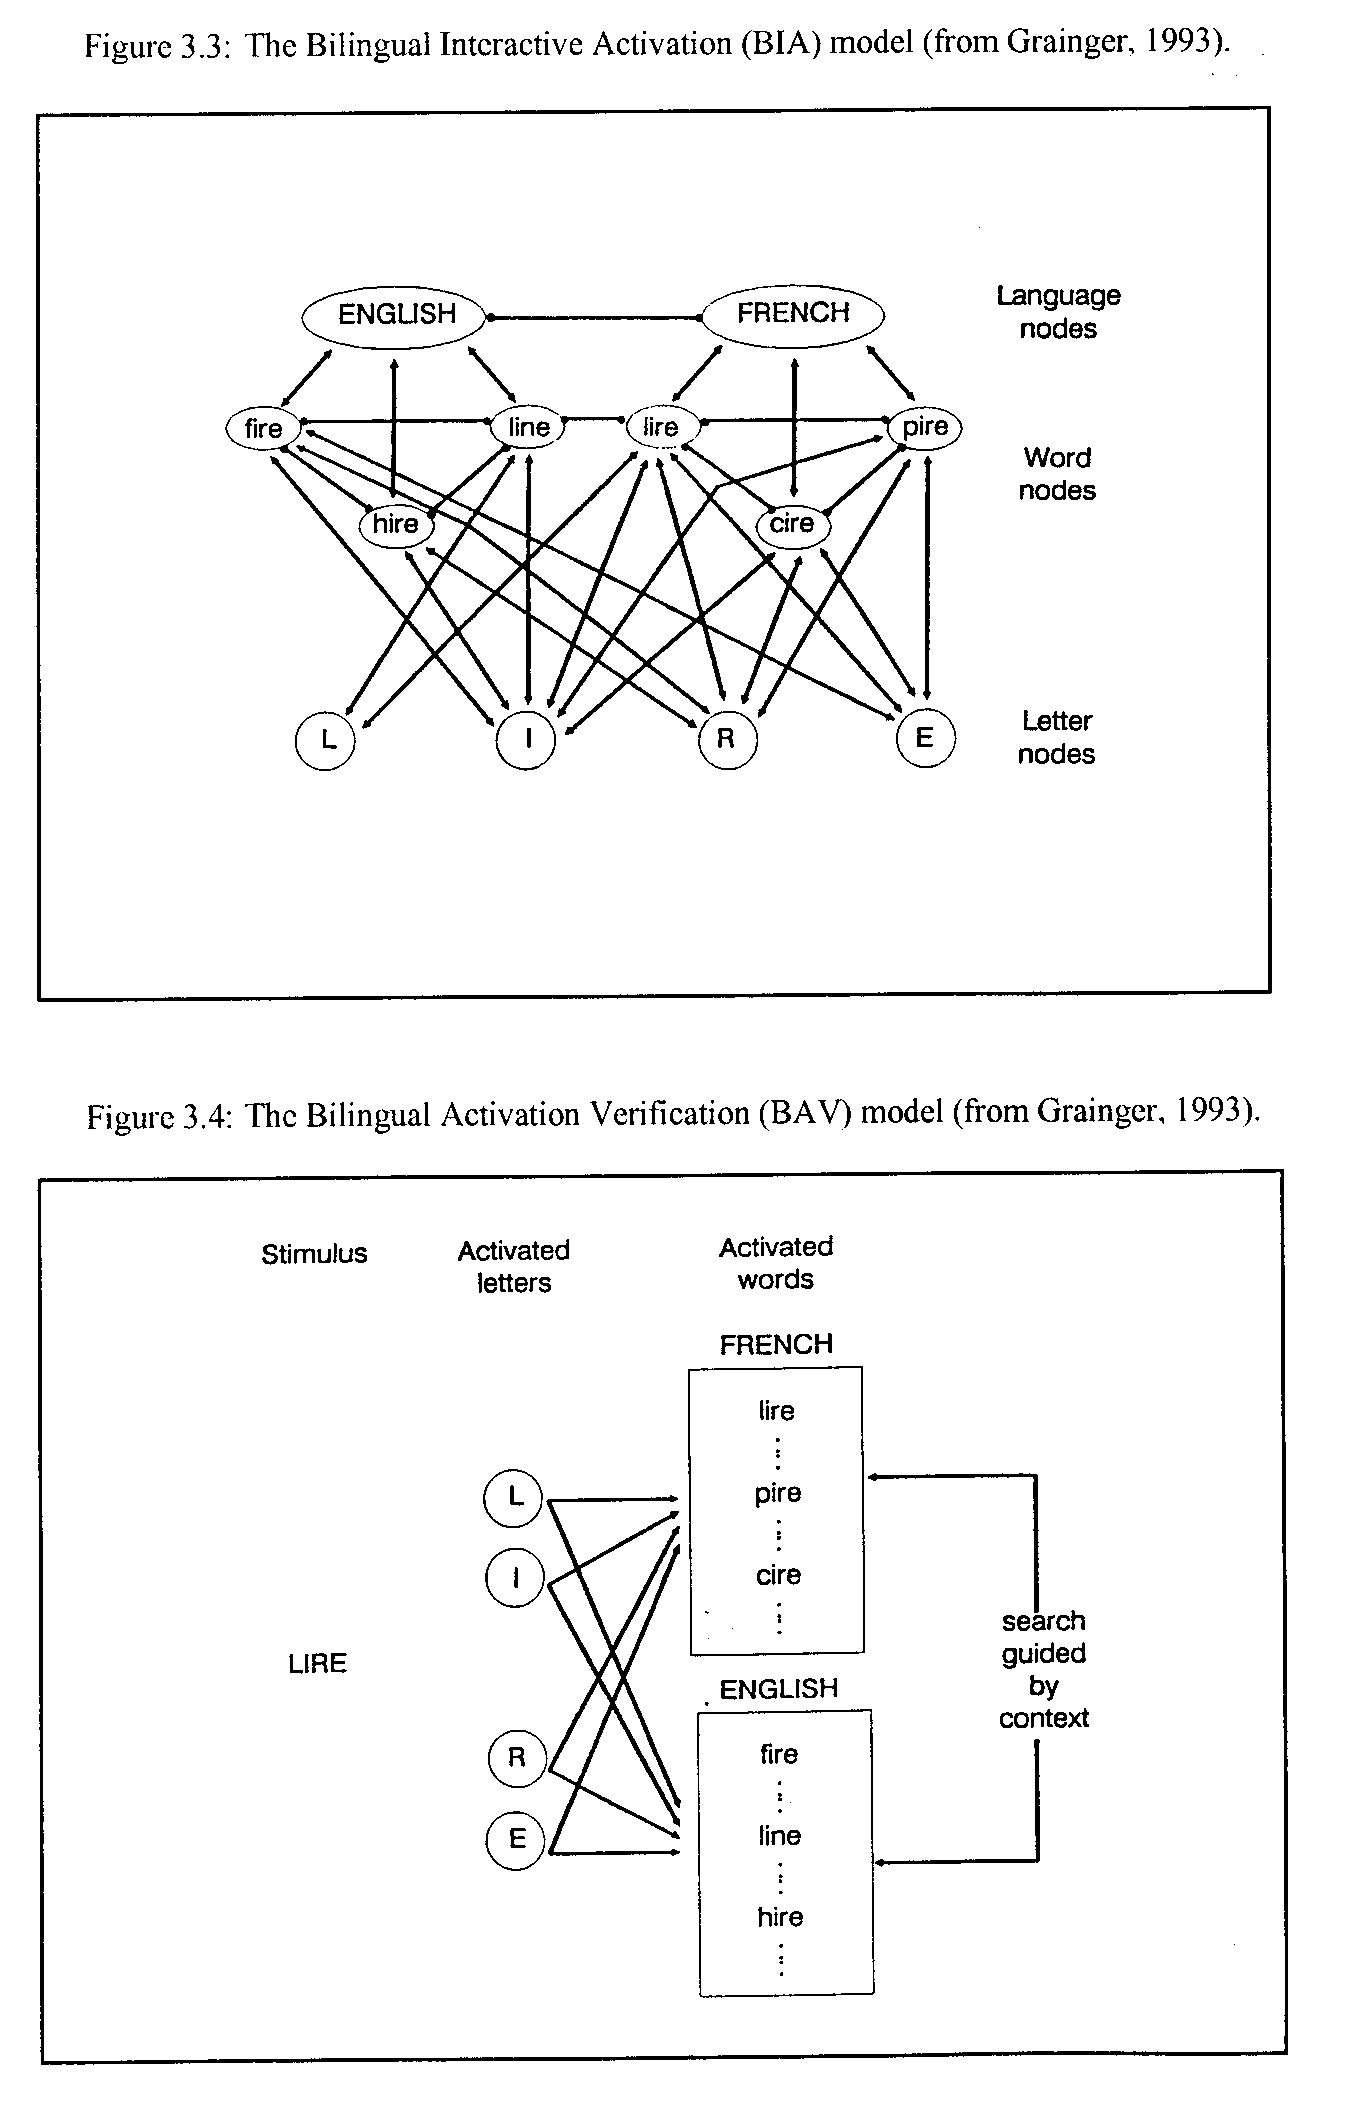 Figure 3.3: The Bilingual Interactive Activation (BIA) model (from Grainger, 1993).
ENGLISH
FRENCH
Language
nodes
fire
line
lire
pire
Word
nodes
hire
cire
L
I
R
E
Letter
nodes
Figure 3.4: The Bilingual Activation Verification (BAV) model (from Grainger, 1993).
Stimulus
Activated
letters
Activated
words
FRENCH
lire
pire
cire
L
I
LIRE
R
E
search
guided
by
context
ENGLISH
fire
line
hire